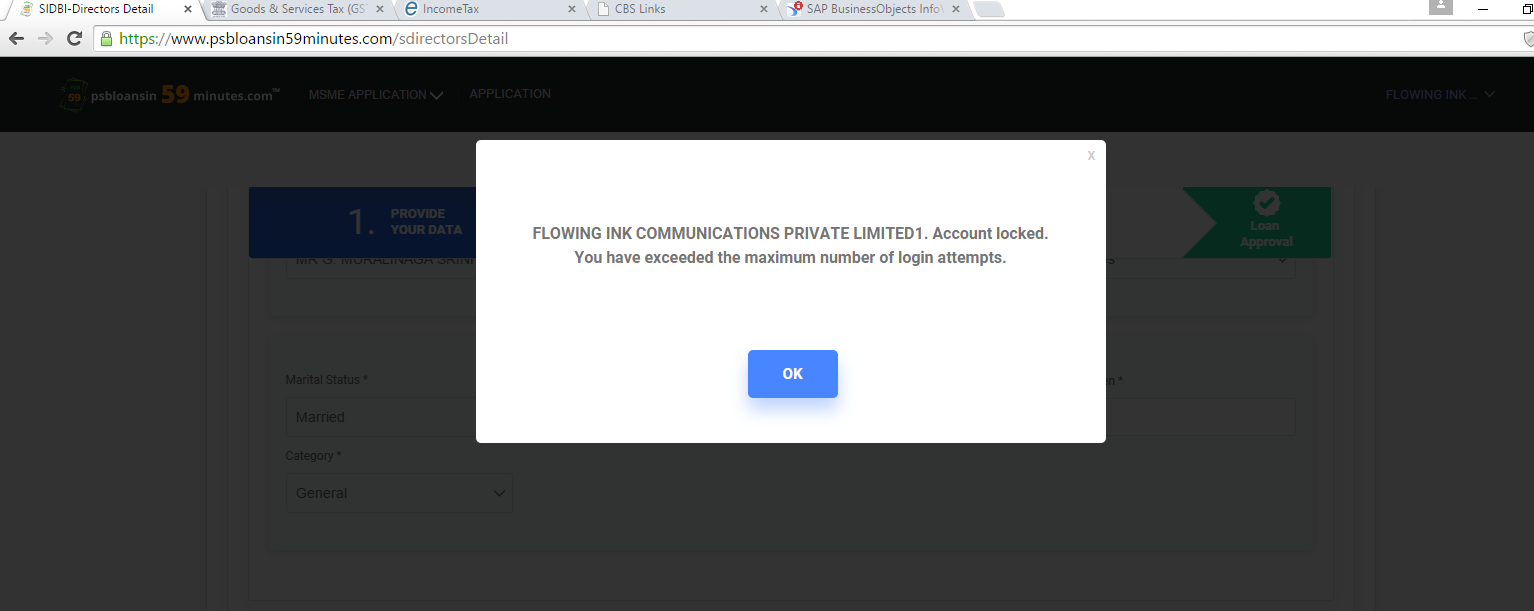 SIDBI-Directors Detail
Goods & Services Tax (GS
IncomeTax
CBS Links
SAP BusinessObjects Info
https://www.psbloansin59minutes.com/sdirectorsDetail
59
psbloansin 59 minutes.com™
MSME APPLICATION
APPLICATION
FLOWING INK ...
X
1. PROVIDE
YOUR DATA
Loan
Approval
MR G. MURALINAGA SRINI
FLOWING INK COMMUNICATIONS PRIVATE LIMITED1. Account locked.
You have exceeded the maximum number of login attempts.
OK
Marital Status *
en *
Married
Category *
General